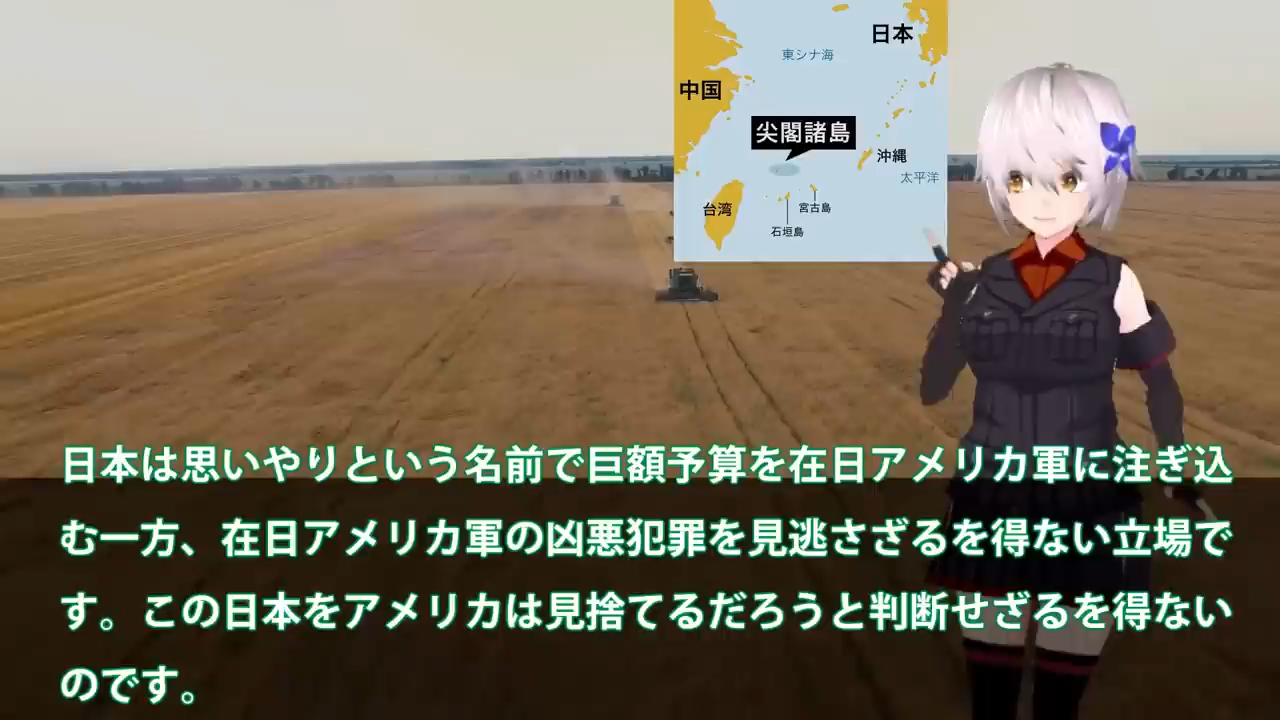 日本
東シナ海
中国
尖閣諸島
沖縄
太平洋
台湾
宮古島
石垣島
日本は思いやりという名前で巨額予算を在日アメリカ軍に注ぎ込
む一方、在日アメリカ軍の凶悪犯罪を見逃さざるを得ない立場で
す。この日本をアメリカは見捨てるだろうと判断せざるを得ない
のです。